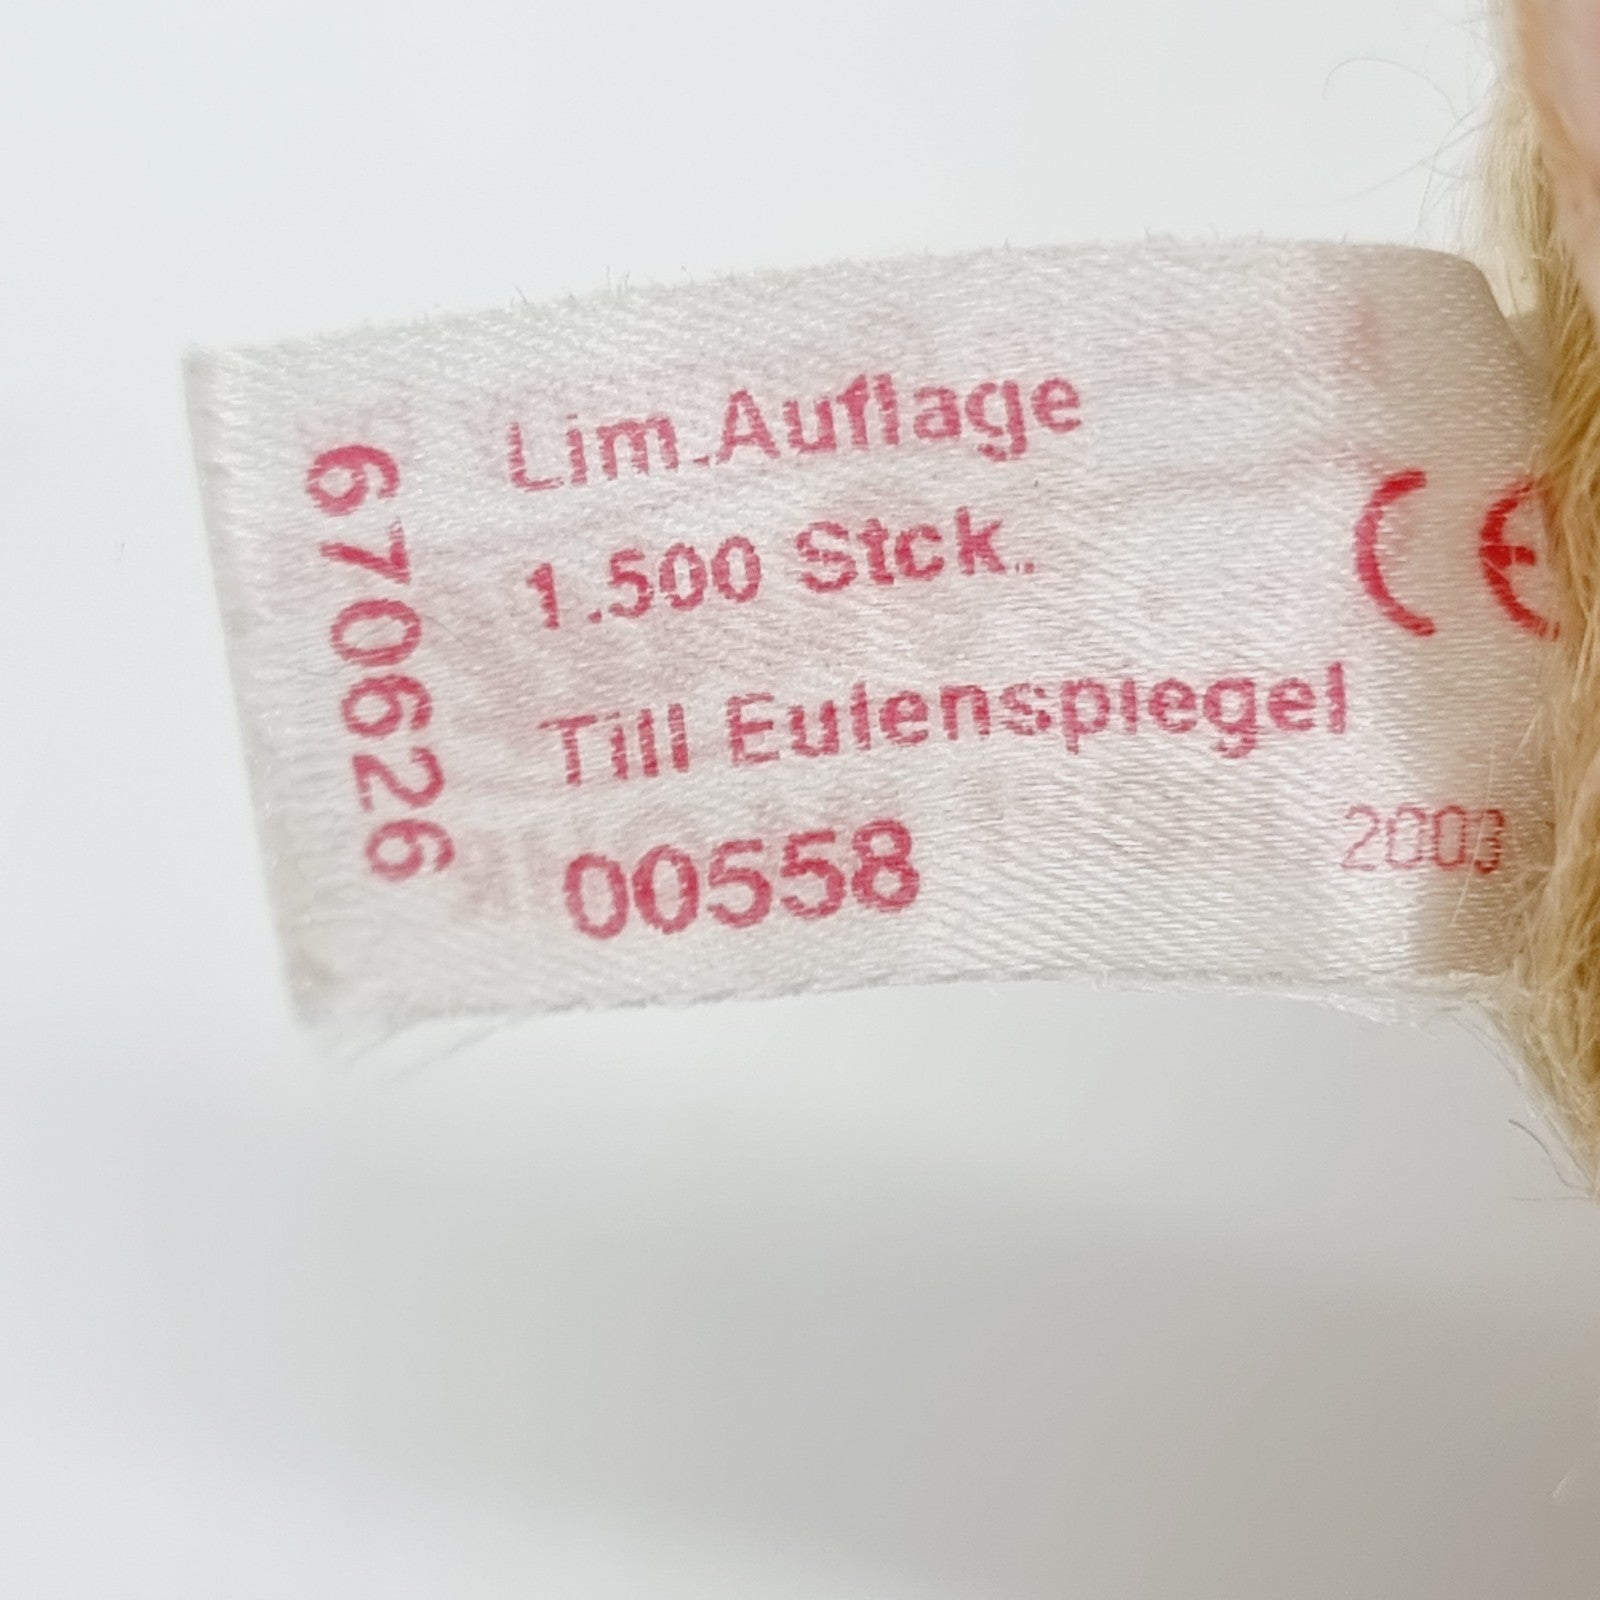 670626
Lim.Auflage
1.500 Stck.
CE
Till Eulenspiegel
00558
2003